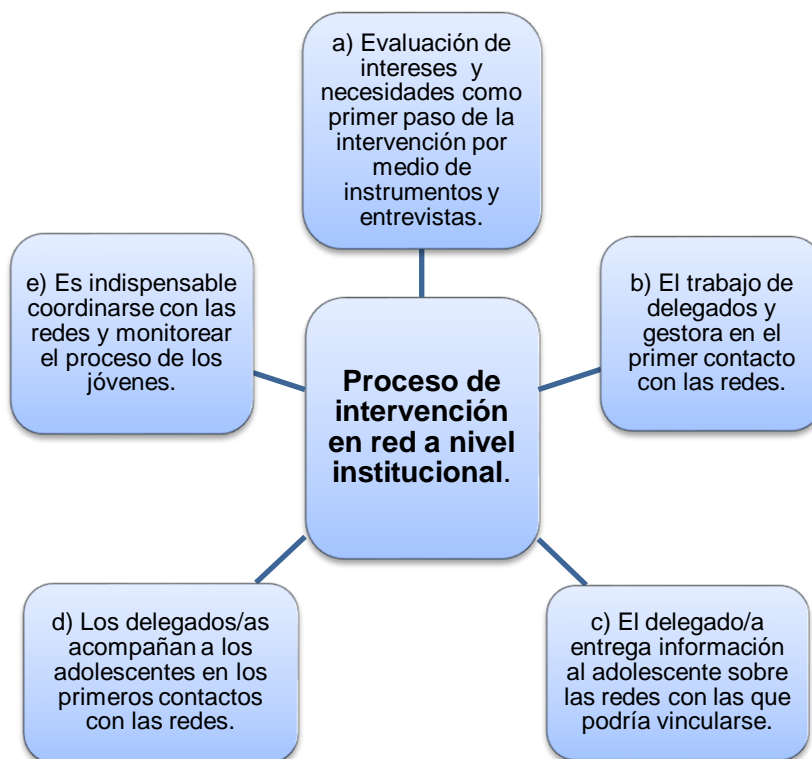 a) Evaluación de
intereses y
necesidades como
primer paso de la
intervención por
medio de
instrumentos y
entrevistas.
e) Es indispensable
coordinarse con las
redes y monitorear
el proceso de los
jóvenes.
b) El trabajo de
delegados y
gestora en el
primer contacto
con las redes.
Proceso de
intervención
en red a nivel
institucional.
d) Los delegados/as
acompañan a los
adolescentes en los
primeros contactos
con las redes.
c) El delegado/a
entrega información
al adolescente sobre
las redes con las que
podría vincularse.